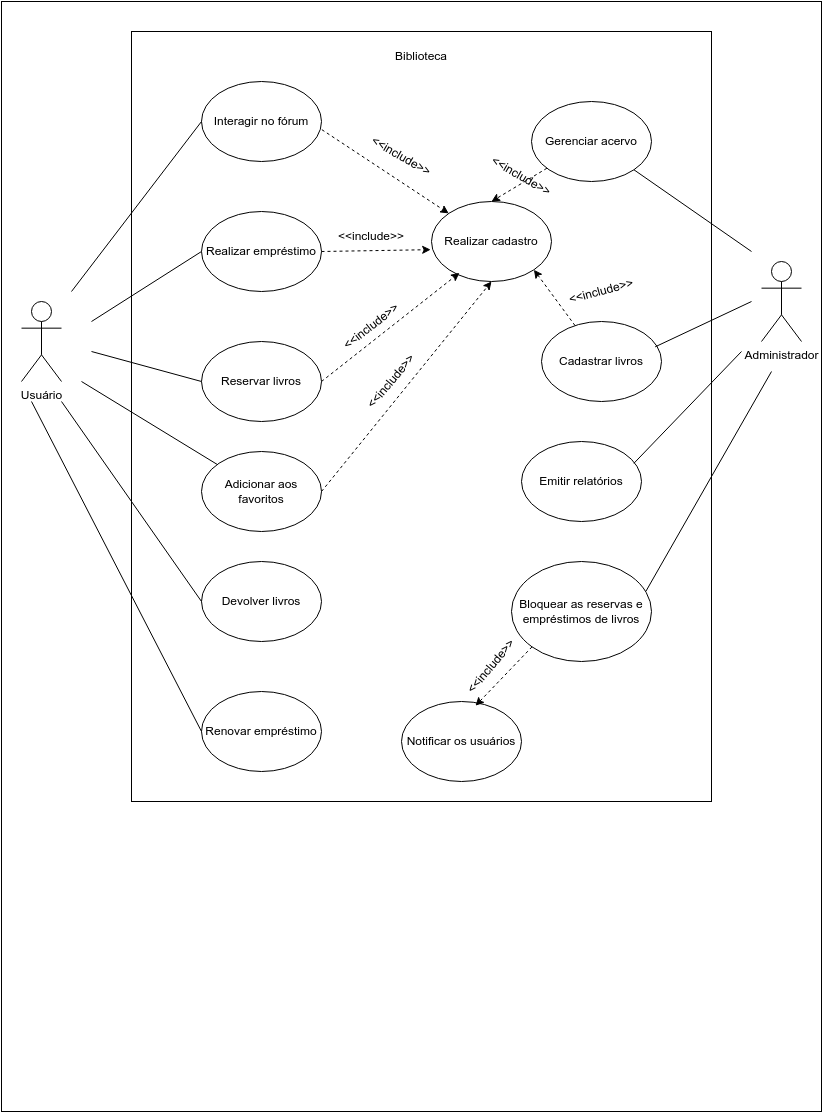 Biblioteca
Interagir no fórum
<<include>>
Gerenciar acervo
<<include>>
Realizar empréstimo
<<include>>
Realizar cadastro
<<include>>
Cadastrar livros
Administrador
<<include>>
Reservar livros
Usuário
<<include>>
Adicionar aos
favoritos
Emitir relatórios
Devolver livros
Bloquear as reservas e
empréstimos de livros
<<include>>
Renovar empréstimo
Notificar os usuários